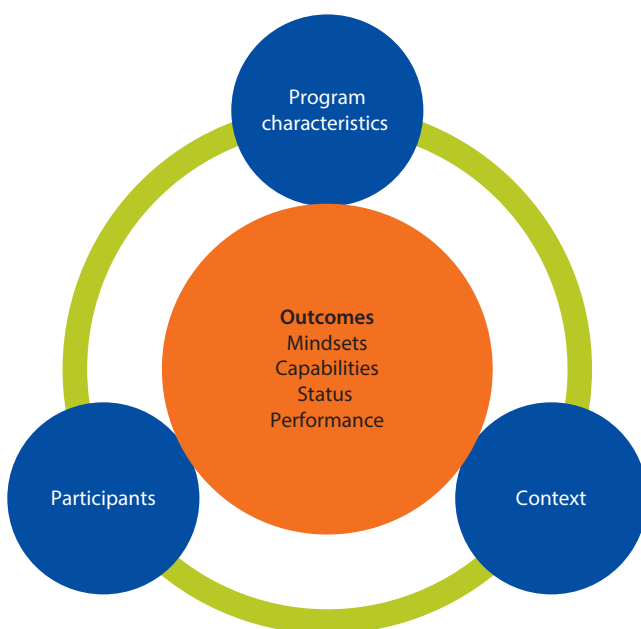 Program
characteristics
Outcomes
Mindsets
Capabilities
Status
Performance
Participants
Context